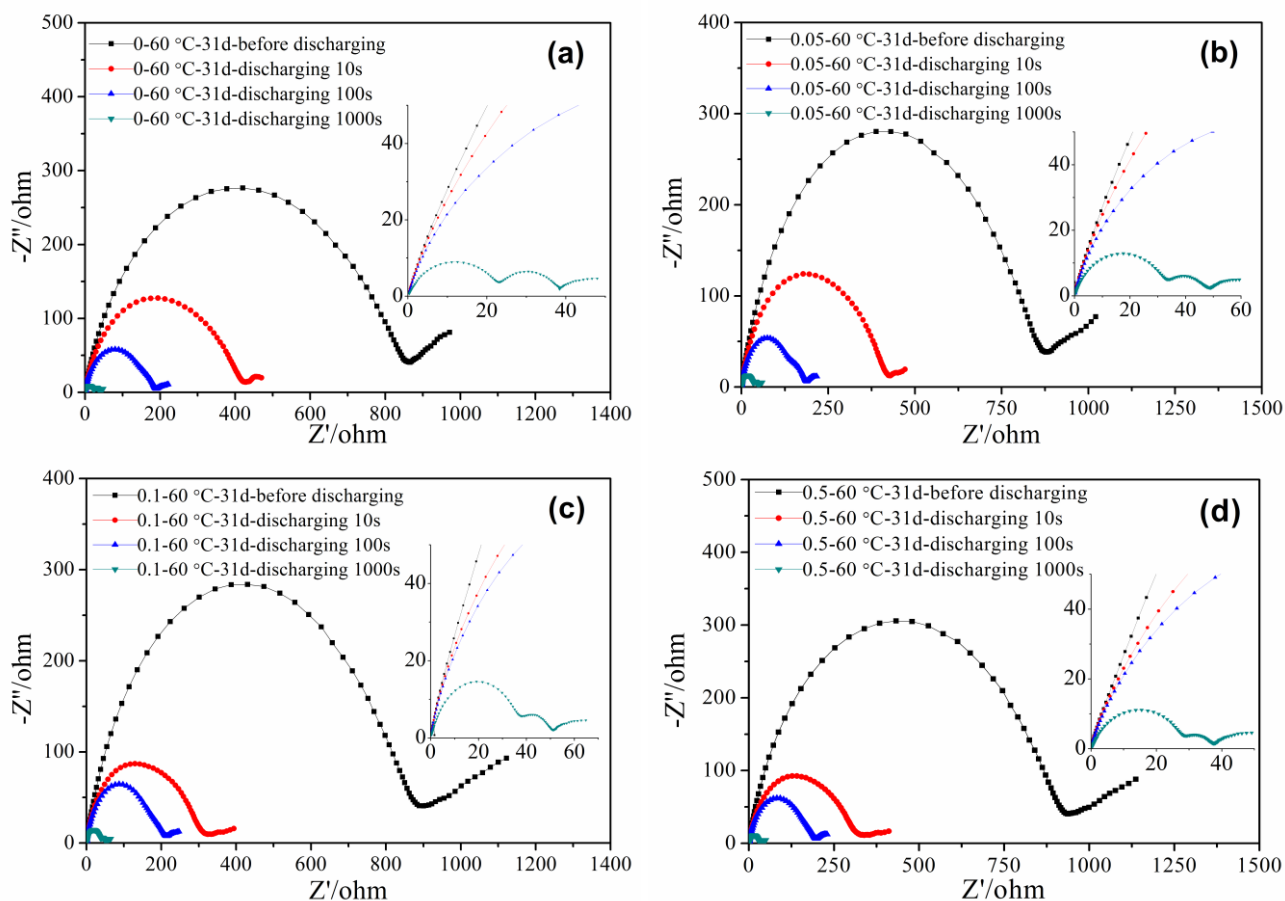 (a)
500
400
300
200
100
0
-Z"/ohm
0-60 °C-31d-before discharging
0-60 °C-31d-discharging 10s
0-60 °C-31d-discharging 100s
0-60 °C-31d-discharging 1000s
40
20
0
0 20 40
0 200 400 600 800 1000 1200 1400
Z'/ohm
(b)
400
300
200
100
0
-Z"/ohm
0.05-60 °C-31d-before discharging
0.05-60 °C-31d-discharging 10s
0.05-60 °C-31d-discharging 100s
0.05-60 °C-31d-discharging 1000s
40
20
0
0 20 40 60
0 250 500 750 1000 1250 1500
Z'/ohm
(c)
400
300
200
100
0
-Z"/ohm
0.1-60 °C-31d-before discharging
0.1-60 °C-31d-discharging 10s
0.1-60 °C-31d-discharging 100s
0.1-60 °C-31d-discharging 1000s
40
20
0
0 20 40 60
0 200 400 600 800 1000 1200 1400
Z'/ohm
(d)
500
400
300
200
100
0
-Z"/ohm
0.5-60 °C-31d-before discharging
0.5-60 °C-31d-discharging 10s
0.5-60 °C-31d-discharging 100s
0.5-60 °C-31d-discharging 1000s
40
20
0
0 20 40
0 250 500 750 1000 1250 1500
Z'/ohm